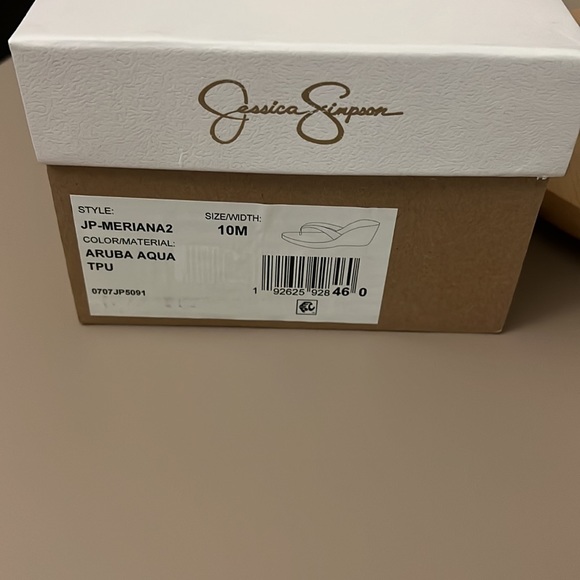 Jessica Simpson
STYLE:
JP-MERIANA2
SIZE/WIDTH:
10M
COLOR/MATERIAL:
ARUBA AQUA
TPU
0707JP5091
1 92625 928 46 0